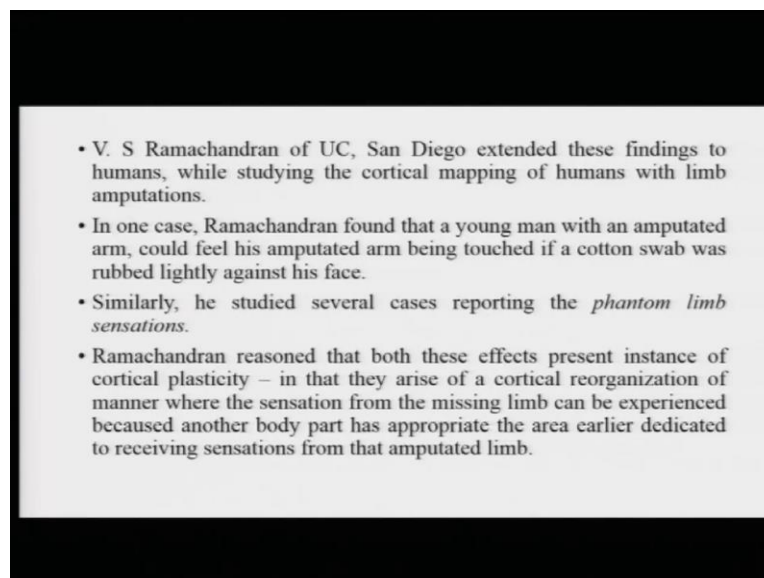 • V. S Ramachandran of UC, San Diego extended these findings to
humans, while studying the cortical mapping of humans with limb
amputations.
• In one case, Ramachandran found that a young man with an amputated
arm, could feel his amputated arm being touched if a cotton swab was
rubbed lightly against his face.
• Similarly, he studied several cases reporting the phantom limb
sensations.
• Ramachandran reasoned that both these effects present instance of
cortical plasticity – in that they arise of a cortical reorganization of
manner where the sensation from the missing limb can be experienced
becaused another body part has appropriate the area earlier dedicated
to receiving sensations from that amputated limb.